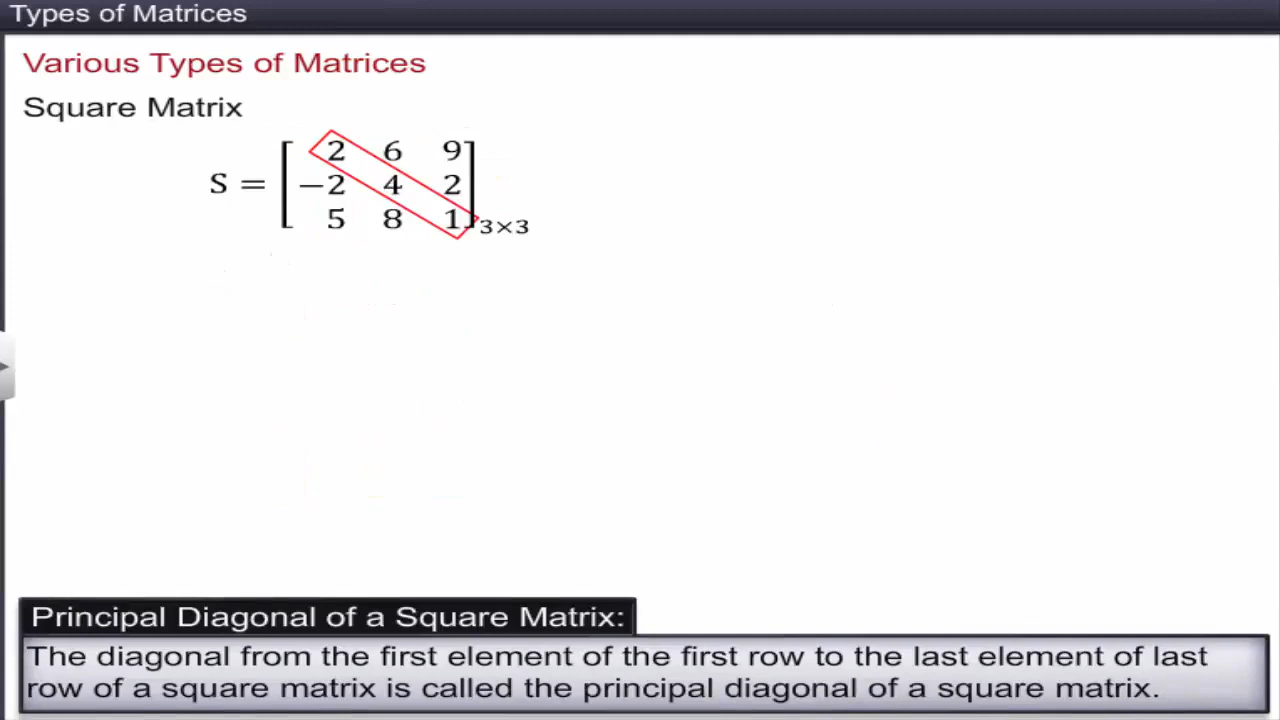 Types of Matrices
Various Types of Matrices
Square Matrix
2 6 9
S = −2 4 2
5 8 1 3×3
Principal Diagonal of a Square Matrix:
The diagonal from the first element of the first row to the last element of last
row of a square matrix is called the principal diagonal of a square matrix.